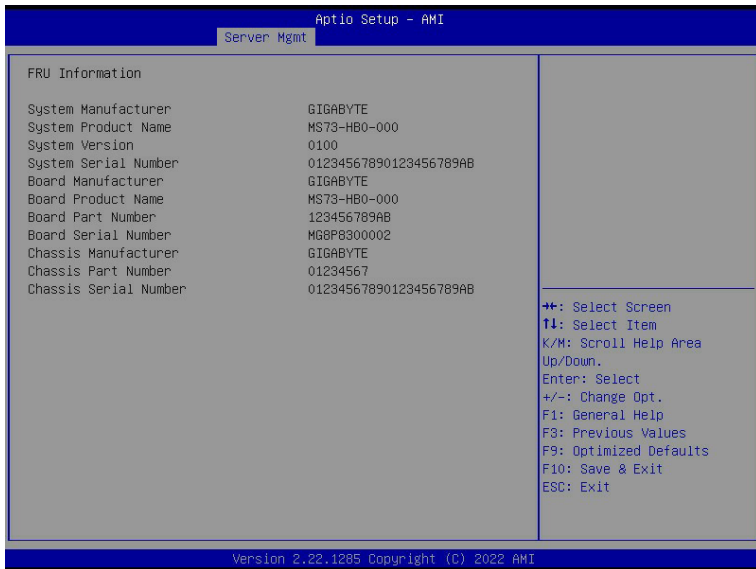 Aptio Setup – AMI
Server Mgmt
FRU Information
System Manufacturer GIGABYTE
System Product Name MS73-HB0-000
System Version 0100
System Serial Number 01234567890123456789AB
Board Manufacturer GIGABYTE
Board Product Name MS73-HB0-000
Board Part Number 123456789AB
Board Serial Number MG8P8300002
Chassis Manufacturer GIGABYTE
Chassis Part Number 01234567
Chassis Serial Number 01234567890123456789AB
→←: Select Screen
↑↓: Select Item
K/M: Scroll Help Area
Up/Down.
Enter: Select
+/-: Change Opt.
F1: General Help
F3: Previous Values
F9: Optimized Defaults
F10: Save & Exit
ESC: Exit
Version 2.22.1285 Copyright (C) 2022 AMI